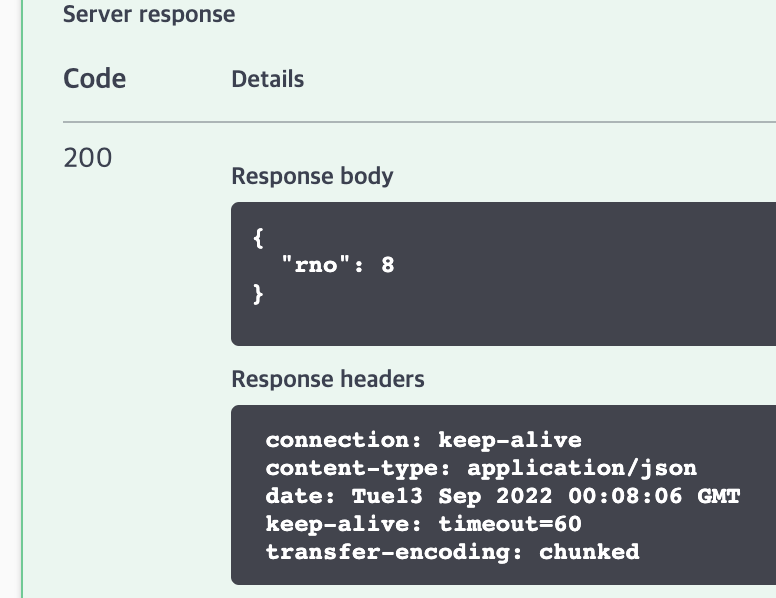 Server response
Code Details
200
Response body
{
"rno": 8
}
Response headers
connection: keep-alive
content-type: application/json
date: Tue13 Sep 2022 00:08:06 GMT
keep-alive: timeout=60
transfer-encoding: chunked